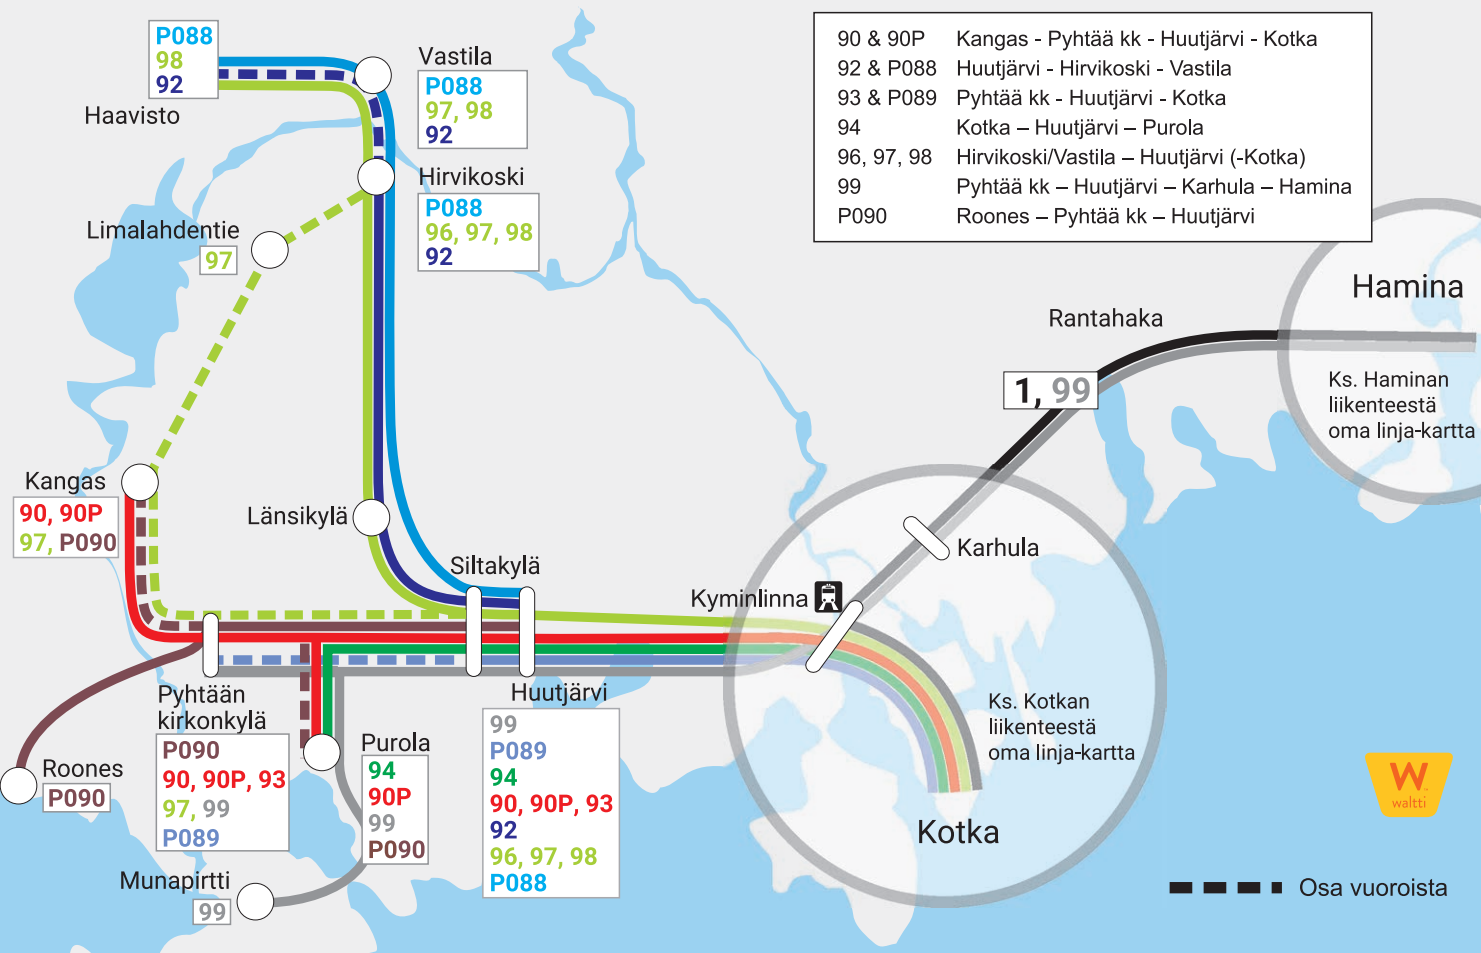 P088
98
92
Haavisto
Vastila
P088
97, 98
92
Hirvikoski
P088
96, 97, 98
92
Limalahdentie
97
90 & 90P Kangas - Pyhtää kk - Huutjärvi - Kotka
92 & P088 Huutjärvi - Hirvikoski - Vastila
93 & P089 Pyhtää kk - Huutjärvi - Kotka
94 Kotka – Huutjärvi – Purola
96, 97, 98 Hirvikoski/Vastila – Huutjärvi (-Kotka)
99 Pyhtää kk – Huutjärvi – Karhula – Hamina
P090 Roones – Pyhtää kk – Huutjärvi
Hamina
Rantahaka
1, 99
Ks. Haminan
liikenteestä
oma linja-kartta
Kangas
90, 90P
97, P090
Länsikylä
Siltakylä
Karhula
Kyminlinna
Pyhtään
kirkonkylä
P090
90, 90P, 93
97, 99
P089
Huutjärvi
99
P089
94
90, 90P, 93
92
96, 97, 98
P088
Purola
94
90P
99
P090
Roones
P090
Munapirtti
99
Ks. Kotkan
liikenteestä
oma linja-kartta
Kotka
W
waltti
Osa vuoroista